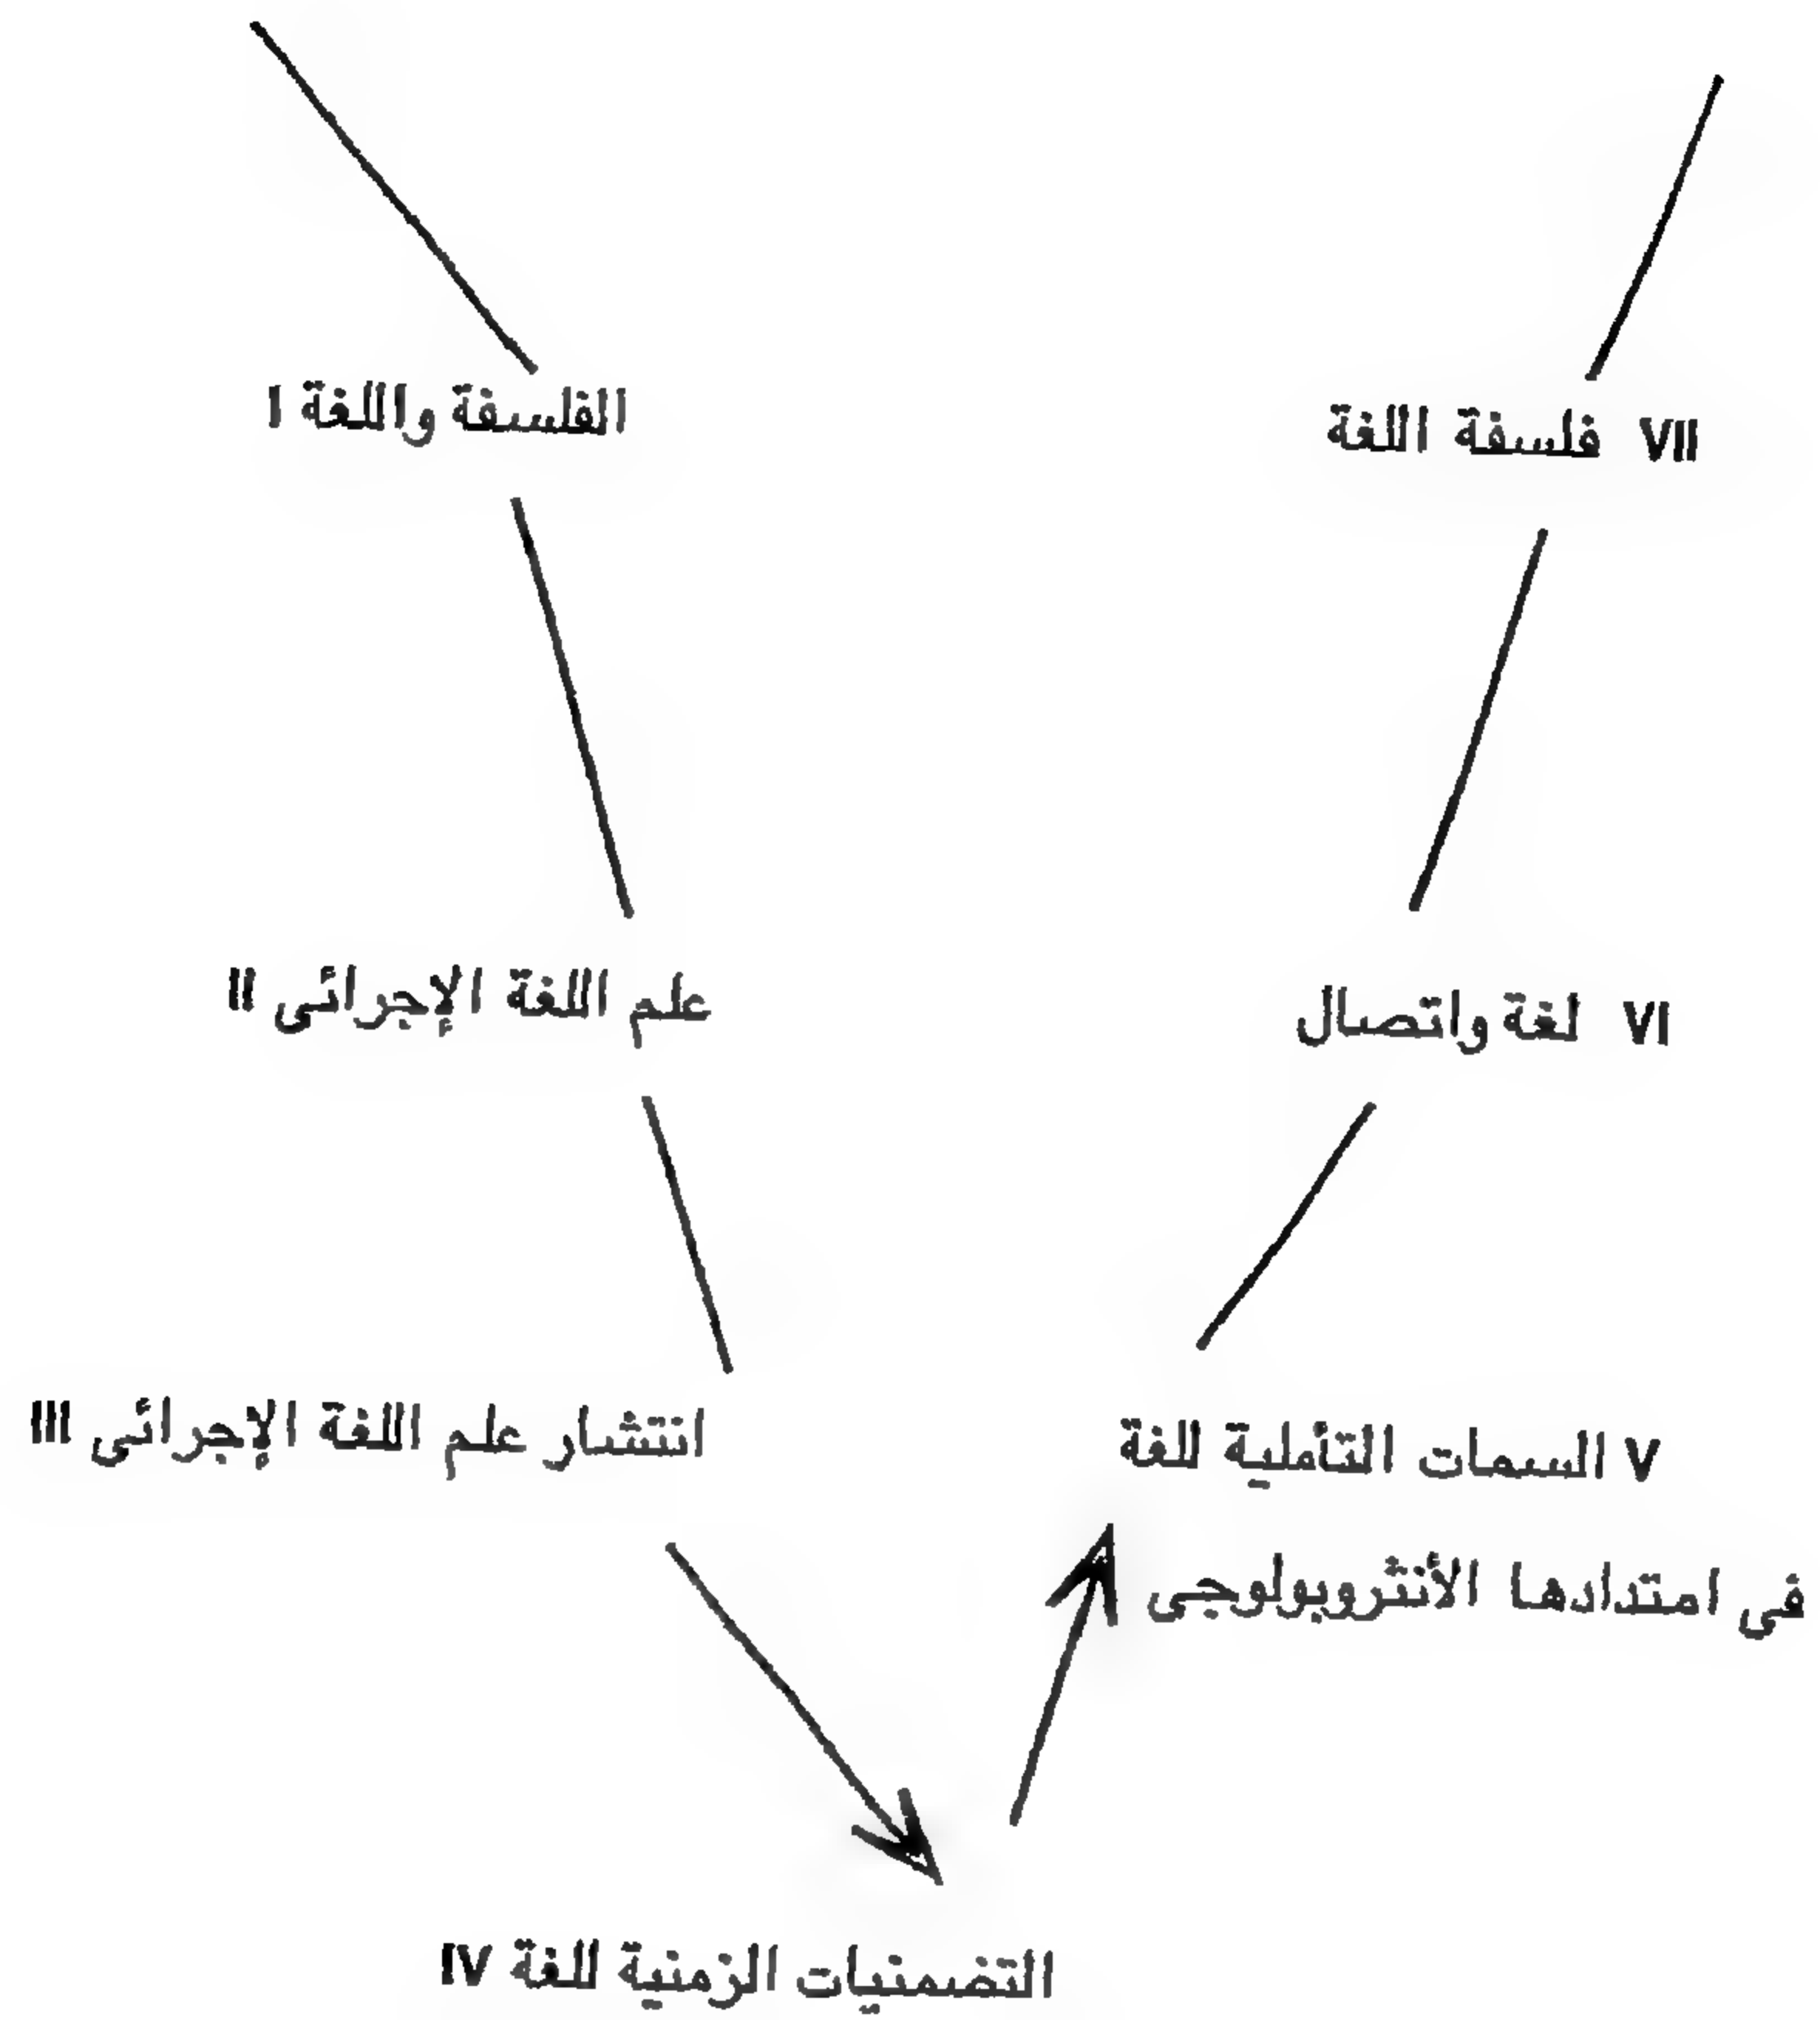 الفلسفة واللغة I
VII فلسفة اللغة
علم اللغة الإجرائى II
VI لغة واتصال
انتشار علم اللغة الإجرائى III
V السمات التأملية للغة
فى امتدادها الأنثروبولوجى
التضمنيات الزمنية للغة IV